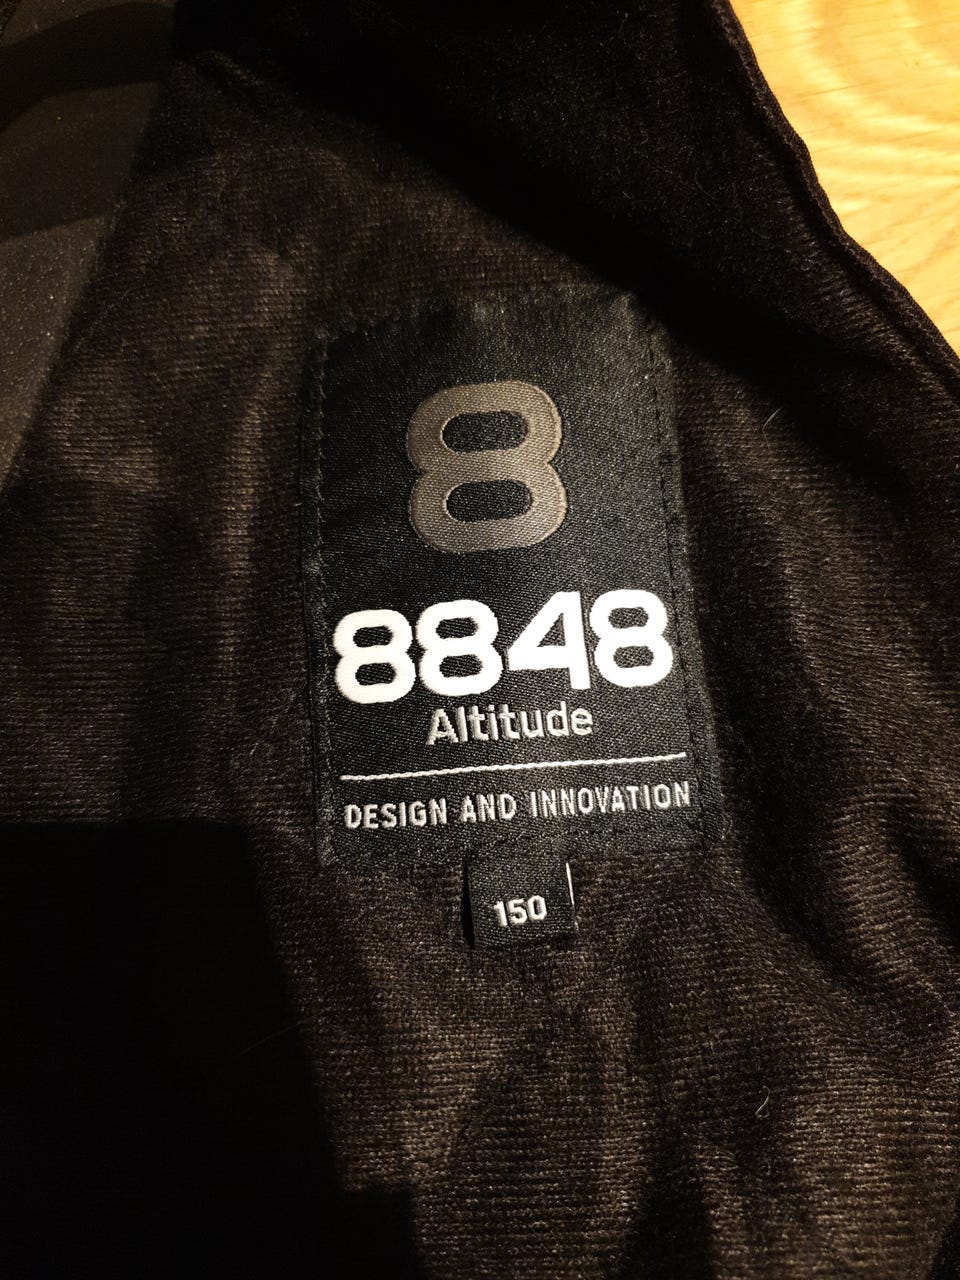 8
8848
Altitude
DESIGN AND INNOVATION
150